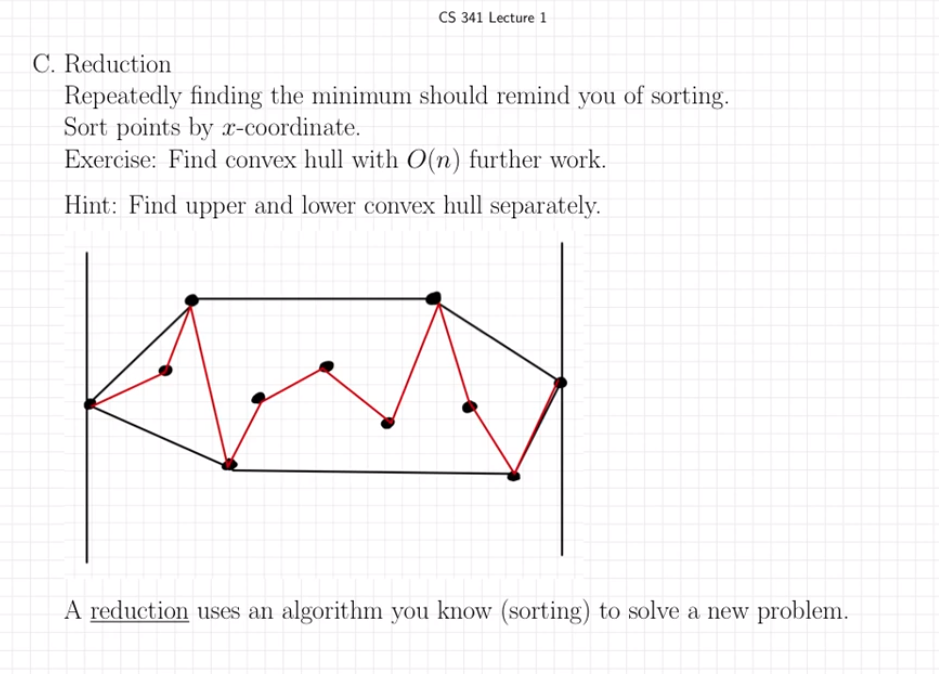 CS 341 Lecture 1
C. Reduction
Repeatedly finding the minimum should remind you of sorting.
Sort points by x-coordinate.
Exercise: Find convex hull with O(n) further work.
Hint: Find upper and lower convex hull separately.
A reduction uses an algorithm you know (sorting) to solve a new problem.